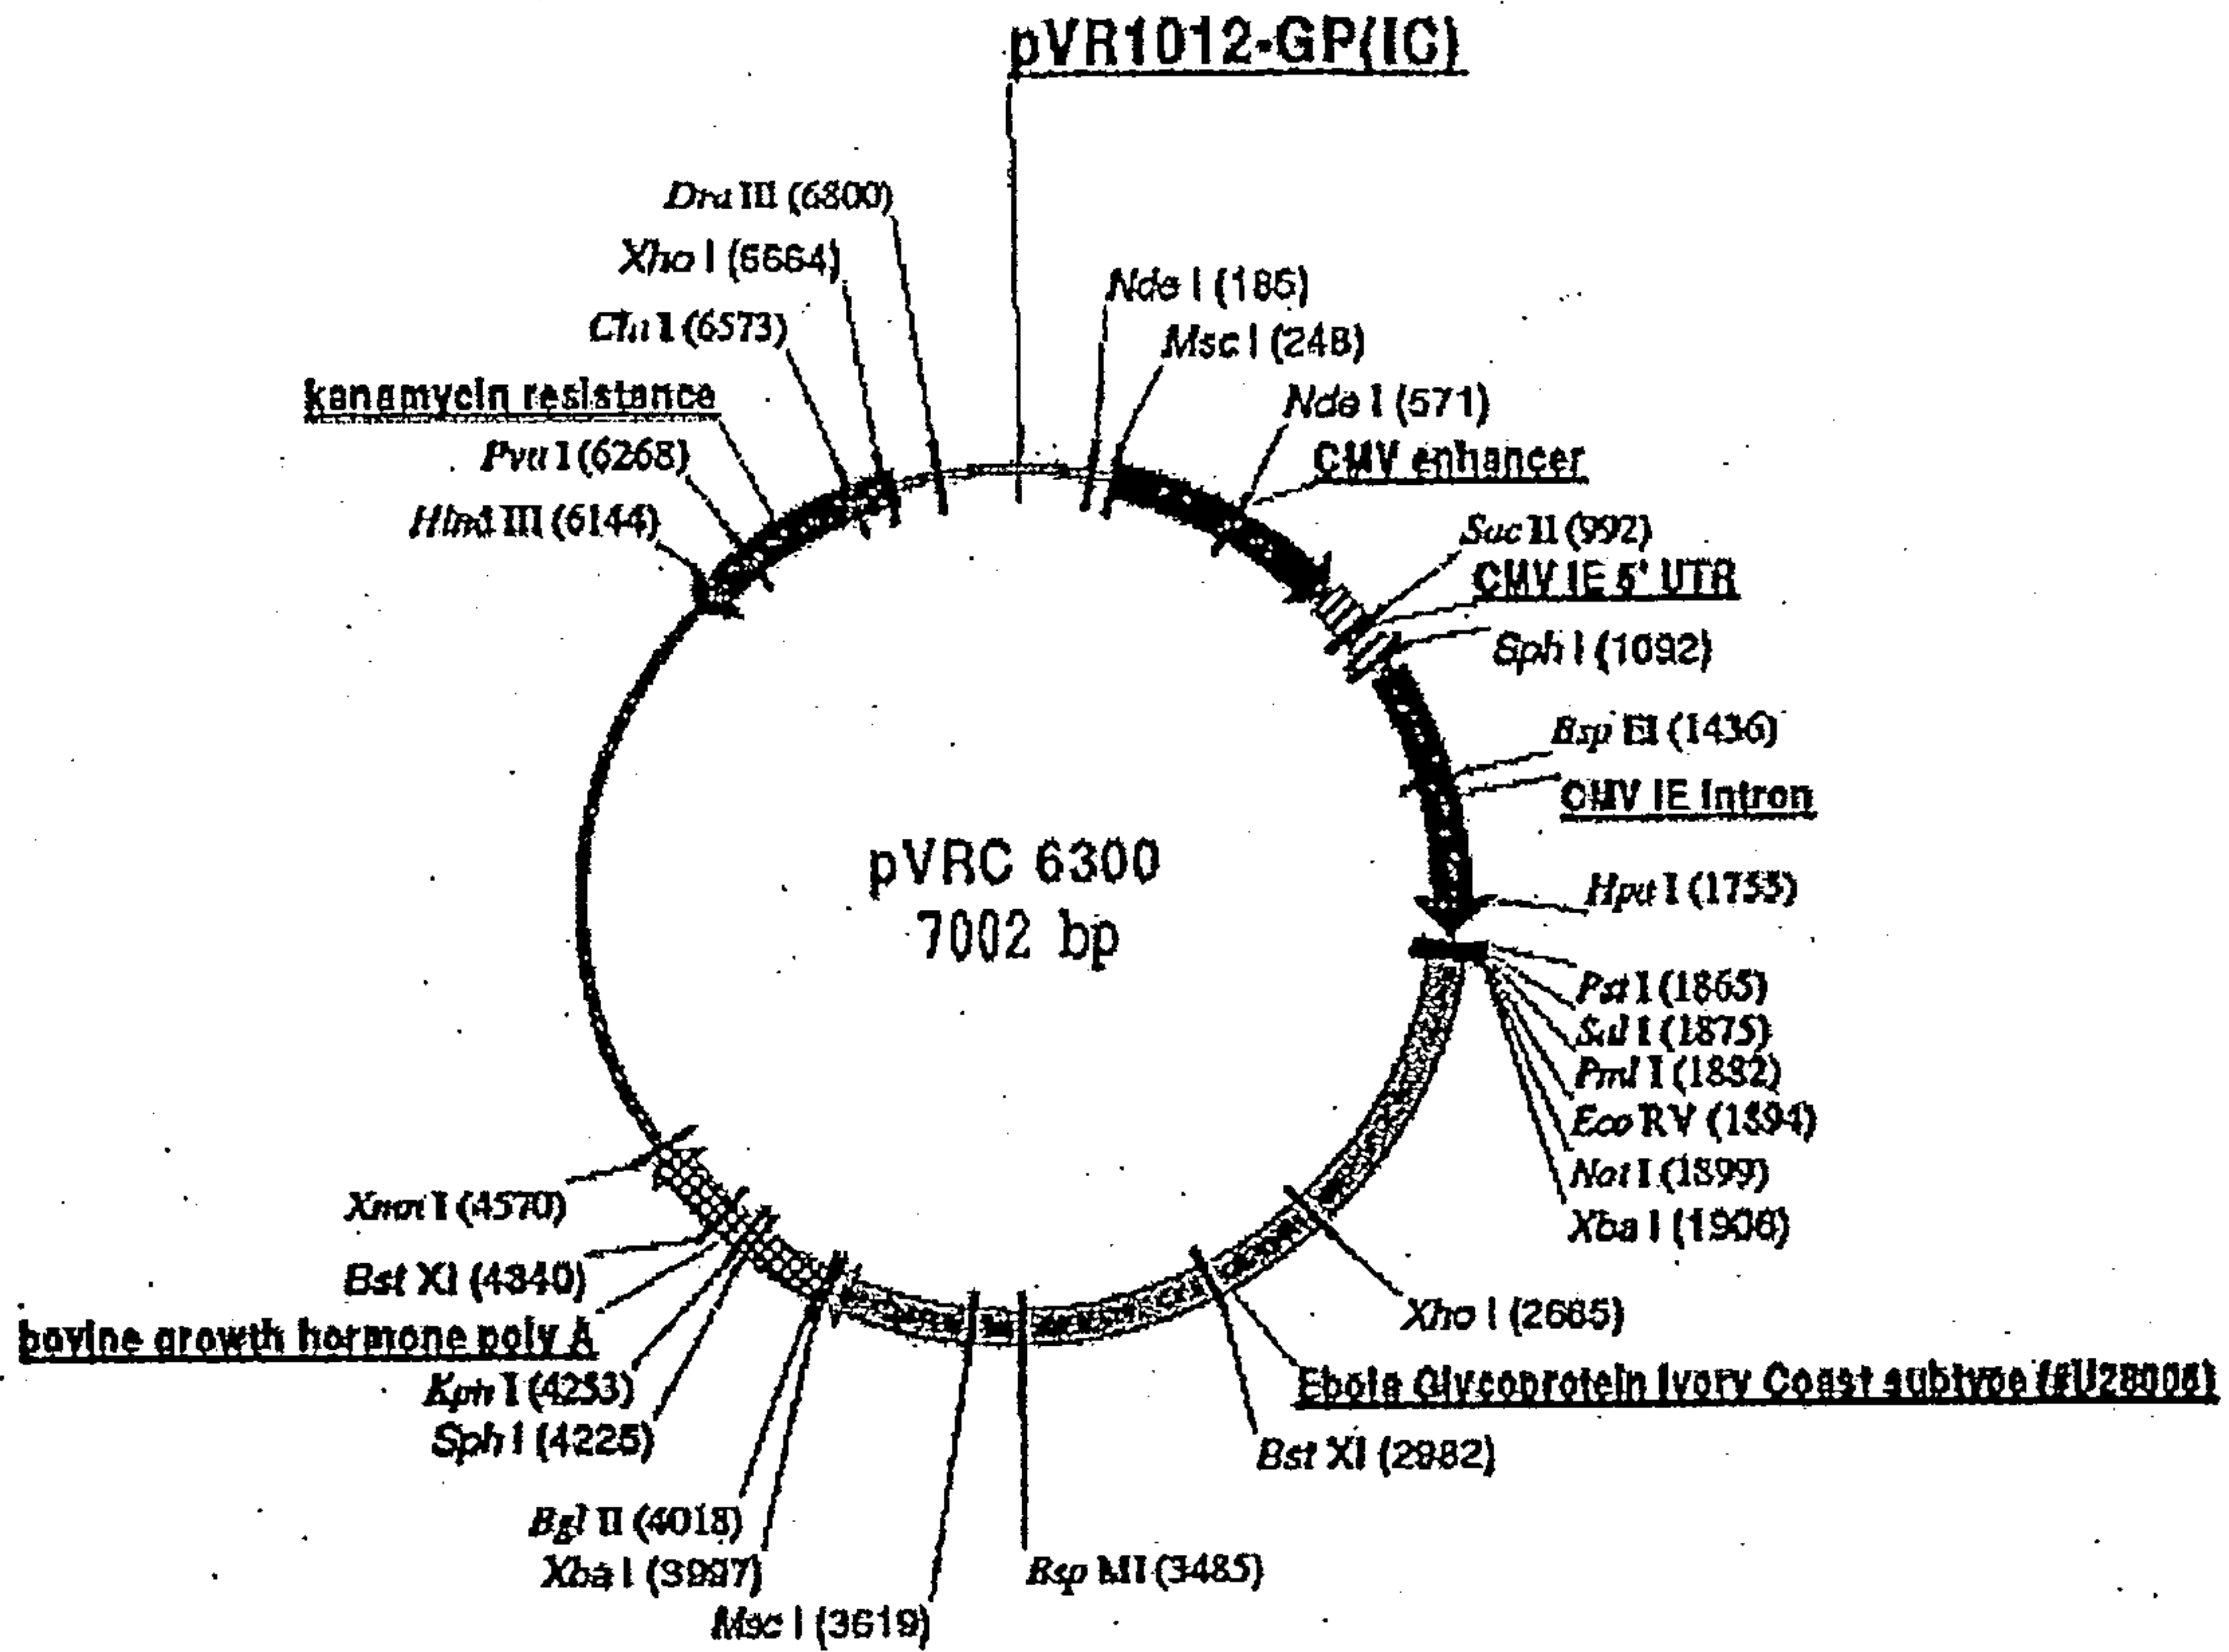 pVR1012-GP(IC)
Dra III (6800)
Xho I (6664)
Cla I (6573)
kanamycin resistance
Pvu I (6268)
Hind III (6144)
Nde I (185)
Msc I (248)
Nde I (571)
CMV enhancer
Sac II (992)
CMV IE 5' UTR
Sph I (1092)
Bsp EI (1436)
CMV IE Intron
Hpa I (1755)
pVRC 6300
7002 bp
Pst I (1865)
Sal I (1875)
Pml I (1882)
Eco RV (1894)
Not I (1899)
Xba I (1906)
Xmn I (4570)
Bst XI (4340)
bovine growth hormone poly A
Kpn I (4253)
Sph I (4225)
Xho I (2665)
Ebola Glycoprotein Ivory Coast subtype
Bst XI (2982)
Bgl II (4018)
Xba I (3997)
Msc I (3619)
Bsp MI (3485)